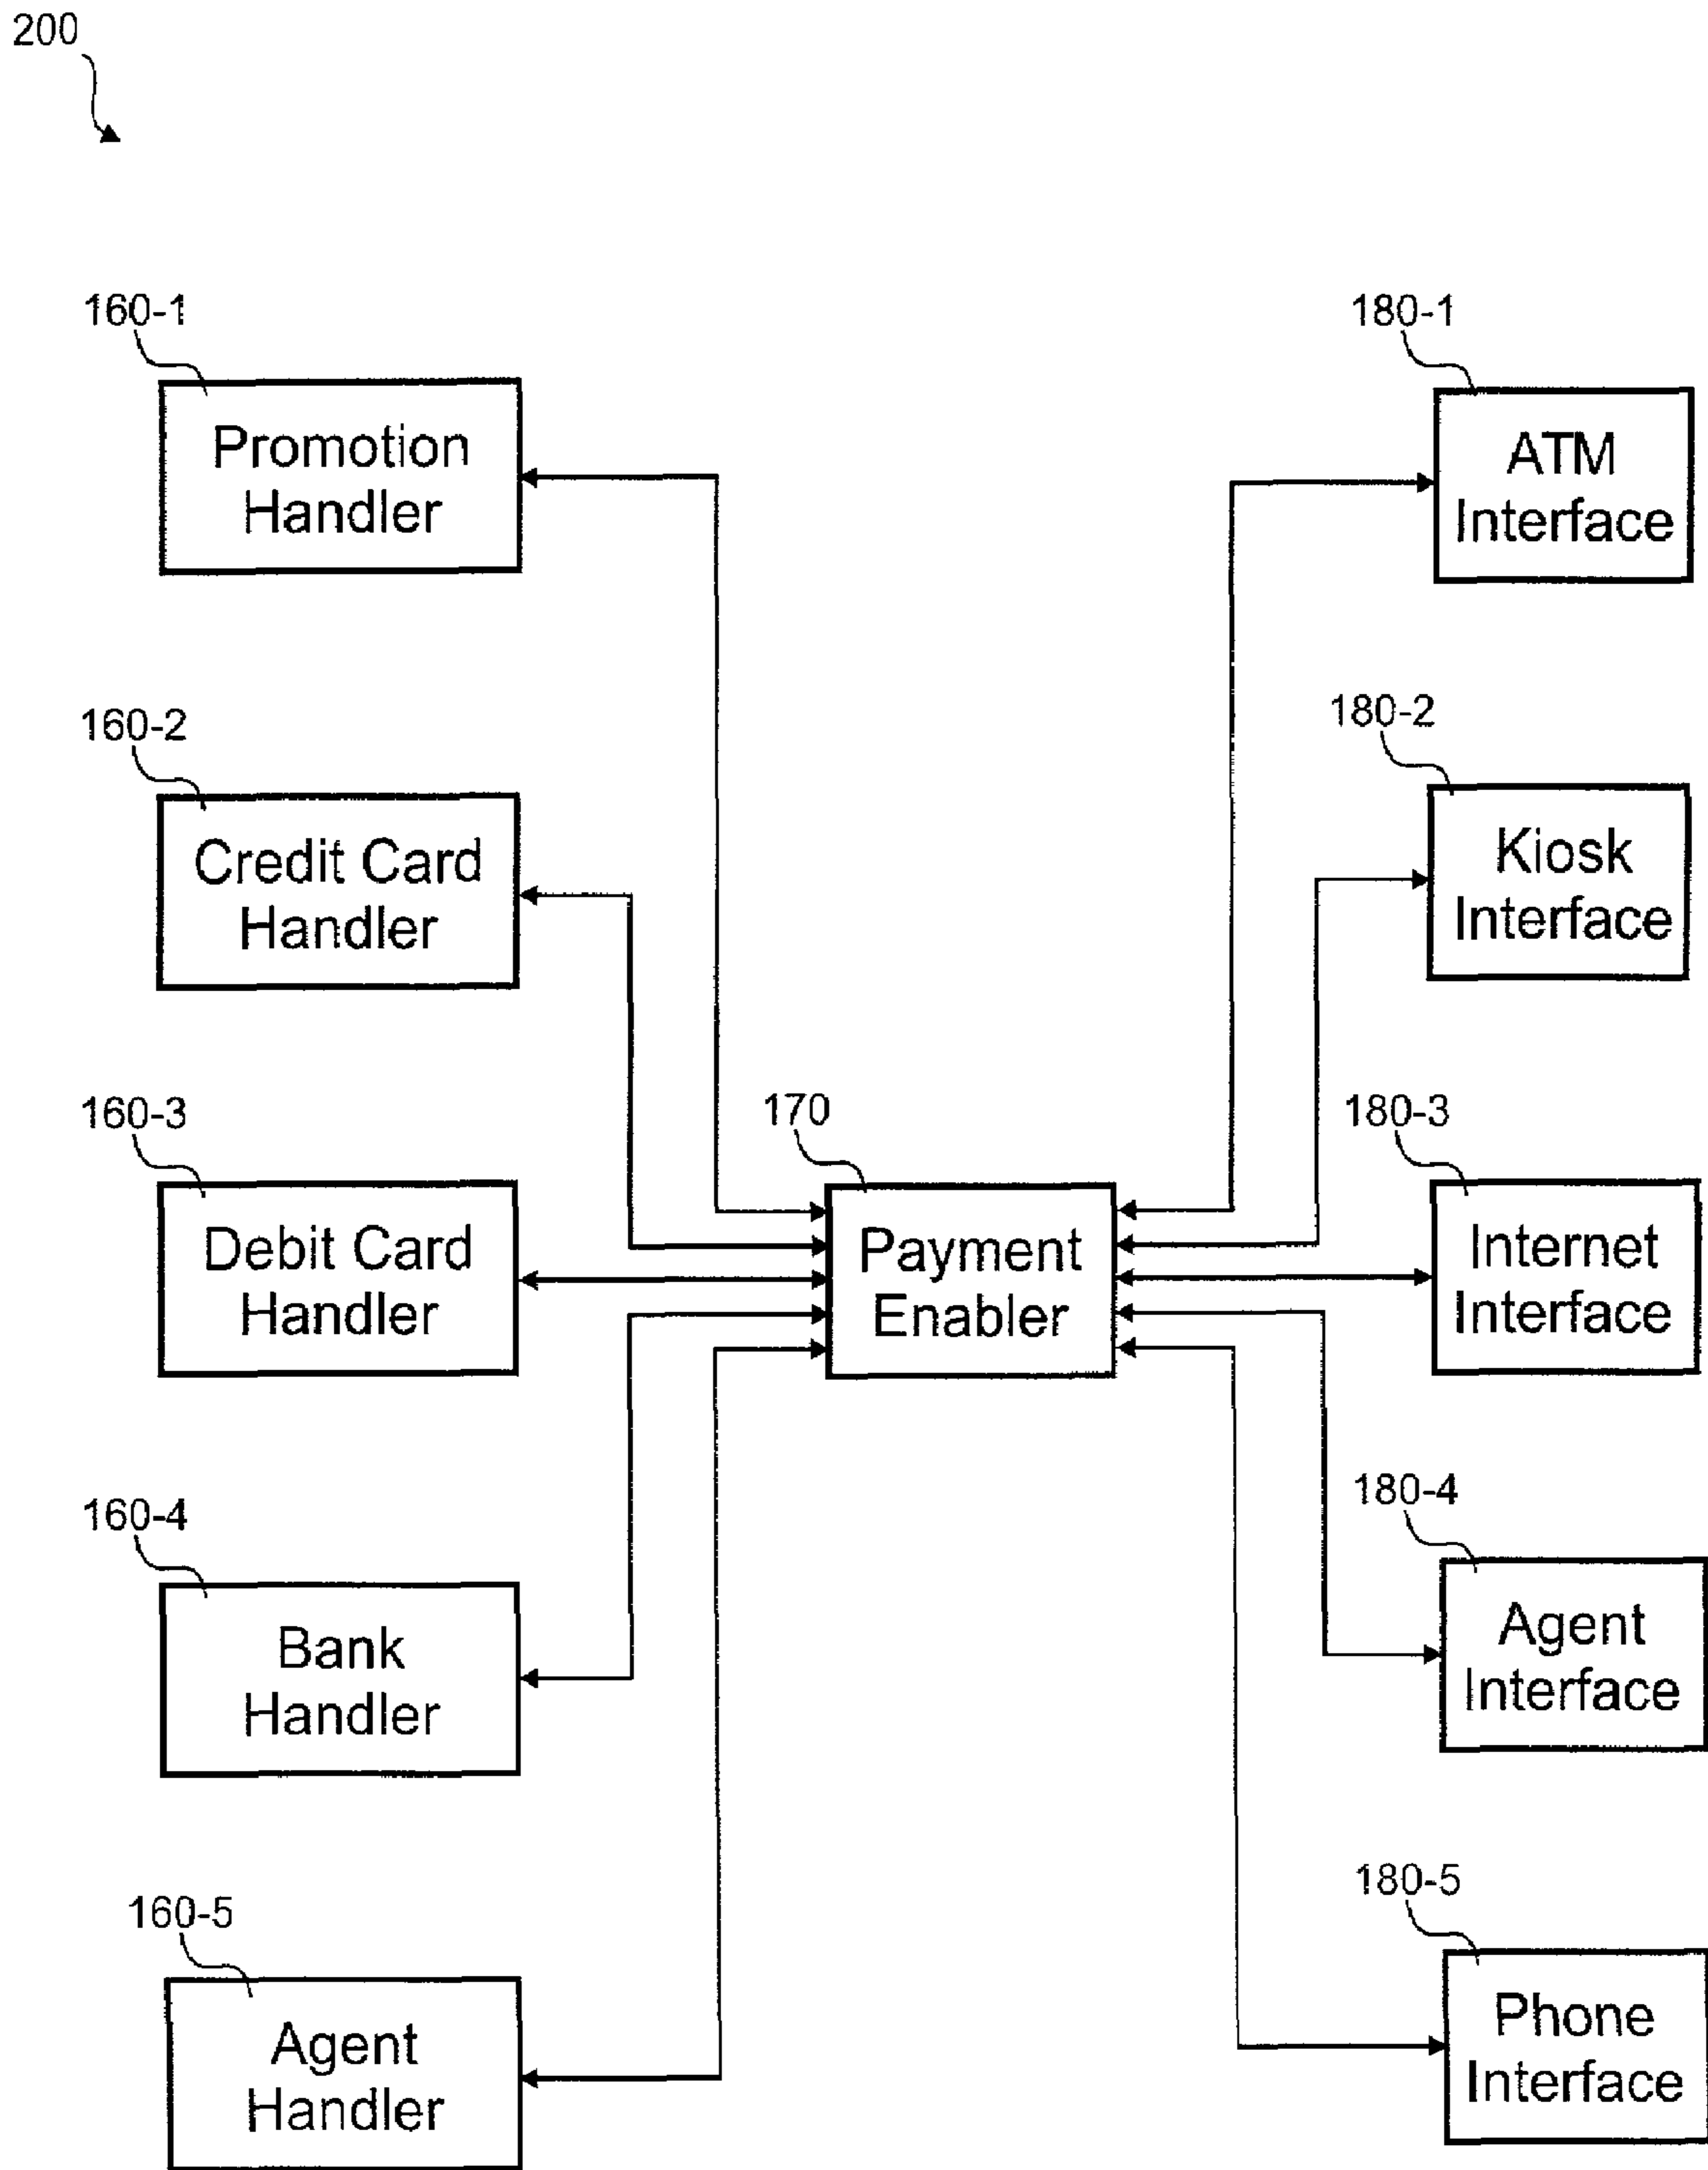 200
160-1
Promotion
Handler
180-1
ATM
Interface
160-2
Credit Card
Handler
180-2
Kiosk
Interface
160-3
Debit Card
Handler
170
Payment
Enabler
180-3
Internet
Interface
160-4
Bank
Handler
180-4
Agent
Interface
160-5
Agent
Handler
180-5
Phone
Interface